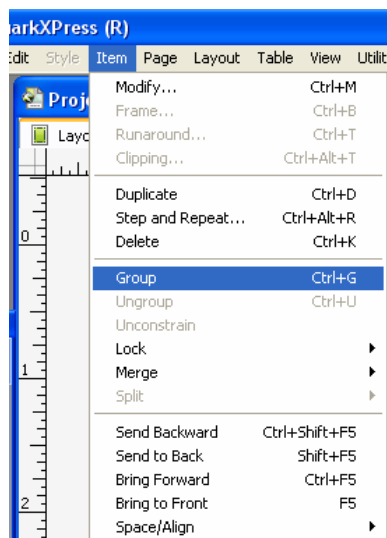 arkXPress (R)
Edit Style Item Page Layout Table View Utilit
Proje
Layo
Modify... Ctrl+M
Frame... Ctrl+B
Runaround... Ctrl+T
Clipping... Ctrl+Alt+T
Duplicate Ctrl+D
Step and Repeat... Ctrl+Alt+R
Delete Ctrl+K
0
Group Ctrl+G
Ungroup Ctrl+U
Unconstrain
Lock
1
Merge
Split
Send Backward Ctrl+Shift+F5
Send to Back Shift+F5
Bring Forward Ctrl+F5
2
Bring to Front F5
Space/Align